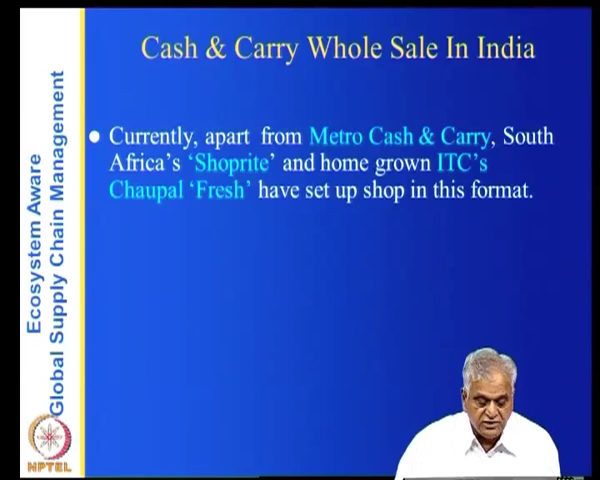 Cash & Carry Whole Sale In India
Currently, apart from Metro Cash & Carry, South
Africa's ‘Shoprite’ and home grown ITC's
Chaupal ‘Fresh’ have set up shop in this format.
Ecosystem Aware
Global Supply Chain Management
NPTEL